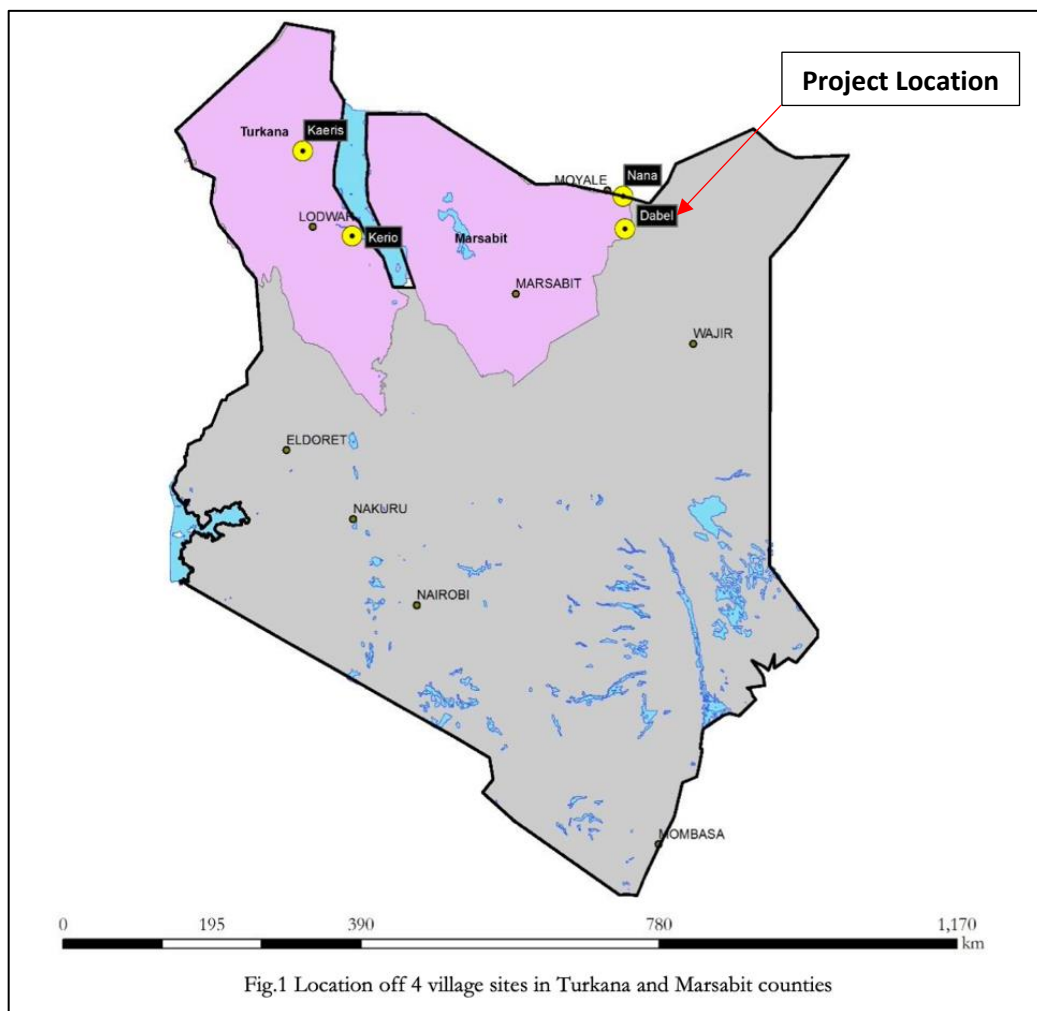 Project Location
Turkana
Kaeris
MOYALE
Nana
LODWAR
Kerio
Dabel
Marsabit
MARSABIT
WAJIR
ELDORET
NAKURU
NAIROBI
MOMBASA
0 195 390 780 1,170
km
Fig.1 Location off 4 village sites in Turkana and Marsabit counties